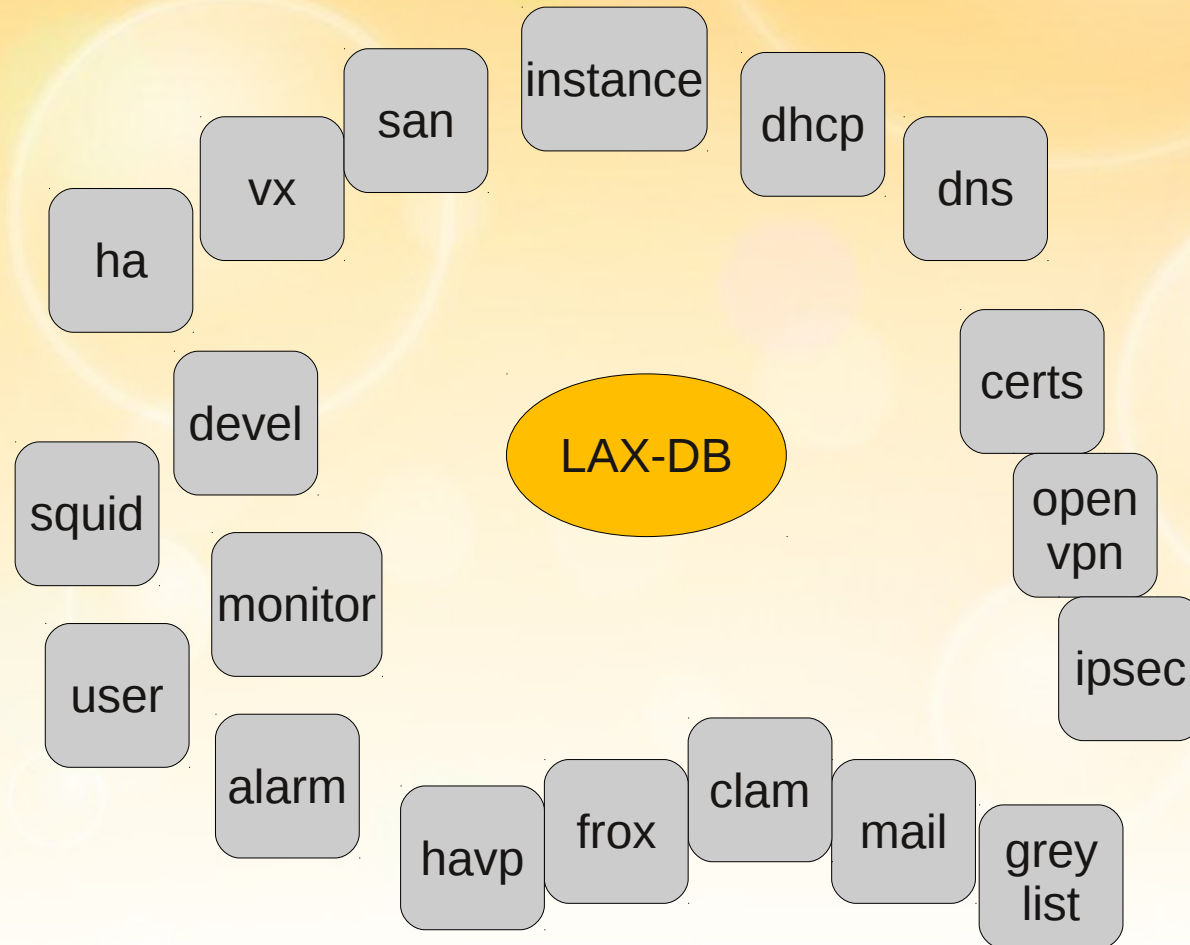 instance
san
dhcp
vx
dns
ha
certs
devel
LAX-DB
squid
open
vpn
monitor
ipsec
user
alarm
clam
frox
mail
havp
grey
list